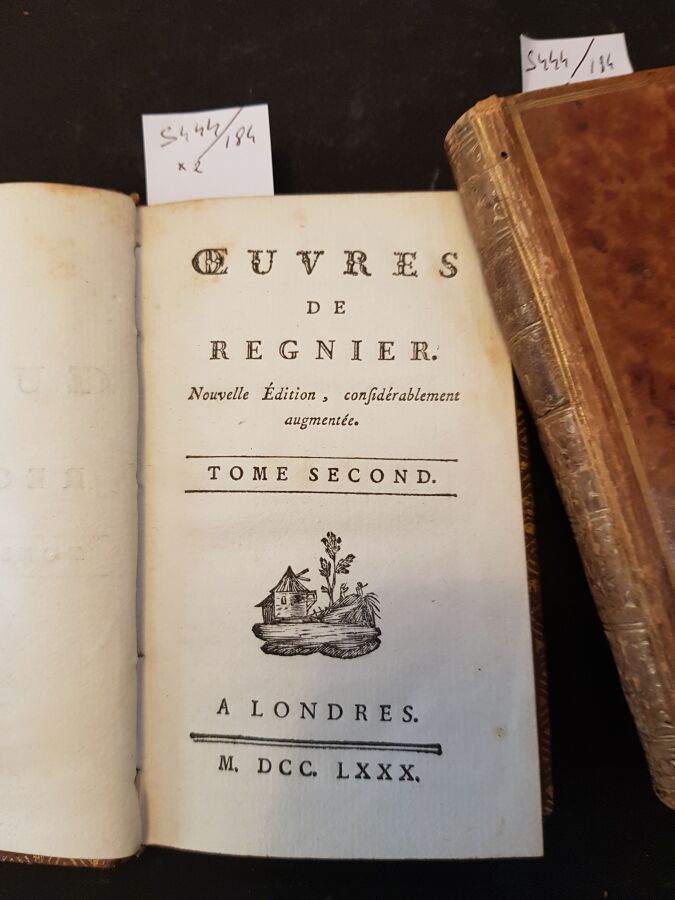 S444/184
S444/184
x2
ŒUVRES
DE
REGNIER.
Nouvelle Édition, conſidérablement
augmentée.
TOME SECOND.
A LONDRES.
M. DCC. LXXX.